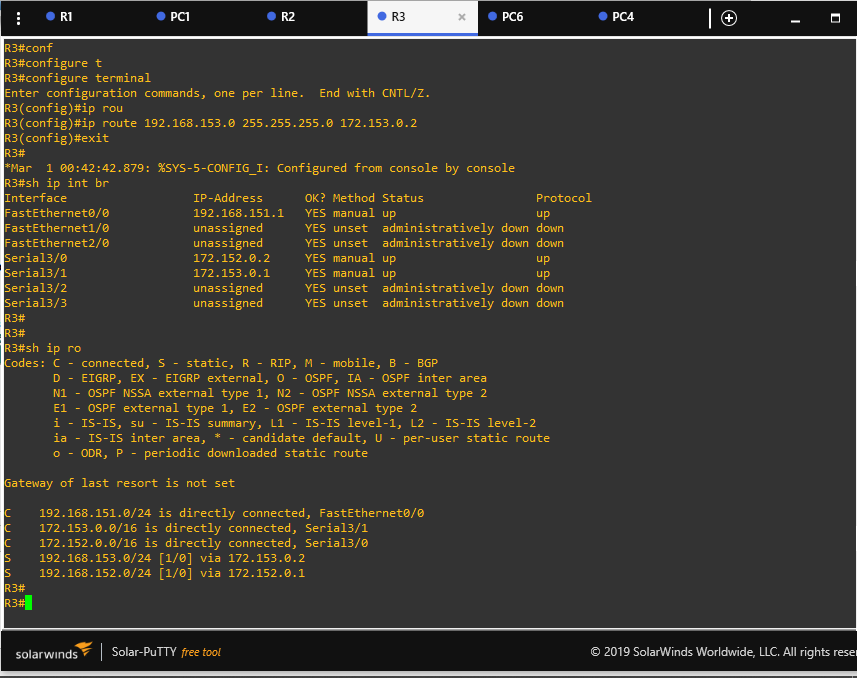 R1 PC1 R2 R3 × PC6 PC4
R3#conf
R3#configure t
R3#configure terminal
Enter configuration commands, one per line.  End with CNTL/Z.
R3(config)#ip rou
R3(config)#ip route 192.168.153.0 255.255.255.0 172.153.0.2
R3(config)#exit
R3#
*Mar  1 00:42:42.879: %SYS-5-CONFIG_I: Configured from console by console
R3#sh ip int br
Interface                  IP-Address      OK? Method Status                Protocol
FastEthernet0/0            192.168.151.1   YES manual up                    up
FastEthernet1/0            unassigned      YES unset  administratively down down
FastEthernet2/0            unassigned      YES unset  administratively down down
Serial3/0                  172.152.0.2     YES manual up                    up
Serial3/1                  172.153.0.1     YES manual up                    up
Serial3/2                  unassigned      YES unset  administratively down down
Serial3/3                  unassigned      YES unset  administratively down down
R3#
R3#
R3#sh ip ro
Codes: C - connected, S - static, R - RIP, M - mobile, B - BGP
       D - EIGRP, EX - EIGRP external, O - OSPF, IA - OSPF inter area
       N1 - OSPF NSSA external type 1, N2 - OSPF NSSA external type 2
       E1 - OSPF external type 1, E2 - OSPF external type 2
       i - IS-IS, su - IS-IS summary, L1 - IS-IS level-1, L2 - IS-IS level-2
       ia - IS-IS inter area, * - candidate default, U - per-user static route
       o - ODR, P - periodic downloaded static route
Gateway of last resort is not set
C    192.168.151.0/24 is directly connected, FastEthernet0/0
C    172.153.0.0/16 is directly connected, Serial3/1
C    172.152.0.0/16 is directly connected, Serial3/0
S    192.168.153.0/24 [1/0] via 172.153.0.2
S    192.168.152.0/24 [1/0] via 172.152.0.1
R3#
R3#
solarwinds Solar-PuTTY free tool © 2019 SolarWinds Worldwide, LLC. All rights rese